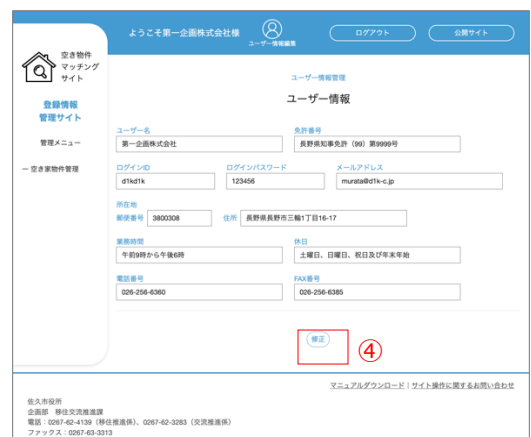 ようこそ第一企画株式会社様
ユーザー情報編集
ログアウト
公開サイト
空き物件
マッチング
サイト
登録情報
管理サイト
管理メニュー
ー 空き家物件管理
ユーザー情報管理
ユーザー情報
ユーザー名
免許番号
第一企画株式会社
長野県知事免許（99）第9999号
ログインID
ログインパスワード
メールアドレス
d1kd1k
123456
murata@d1k-c.jp
所在地
郵便番号 3800308 住所 長野県長野市三輪1丁目16-17
業務時間
休日
午前9時から午後6時
土曜日、日曜日、祝日及び年末年始
電話番号
FAX番号
026-256-6360
026-256-6385
修正
④
マニュアルダウンロード | サイト操作に関するお問い合わせ
佐久市役所
企画部 移住交流推進課
電話：0267-62-4139（移住推進係）、0267-62-3283（交流推進係）
ファックス：0267-63-3313